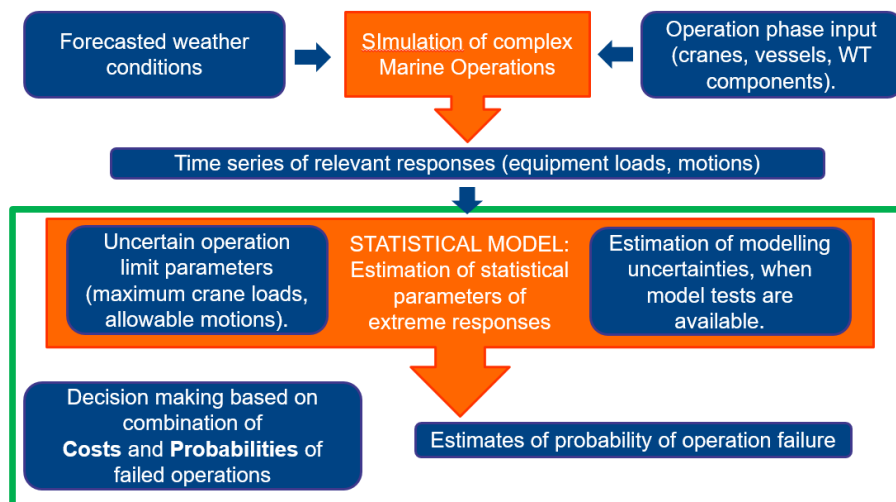 Forecasted weather
conditions
SImulation of complex
Marine Operations
Operation phase input
(cranes, vessels, WT
components).
Time series of relevant responses (equipment loads, motions)
Uncertain operation
limit parameters
(maximum crane loads,
allowable motions).
STATISTICAL MODEL:
Estimation of statistical
parameters of
extreme responses
Estimation of modelling
uncertainties, when
model tests are
available.
Decision making based on
combination of
Costs and Probabilities of
failed operations
Estimates of probability of operation failure